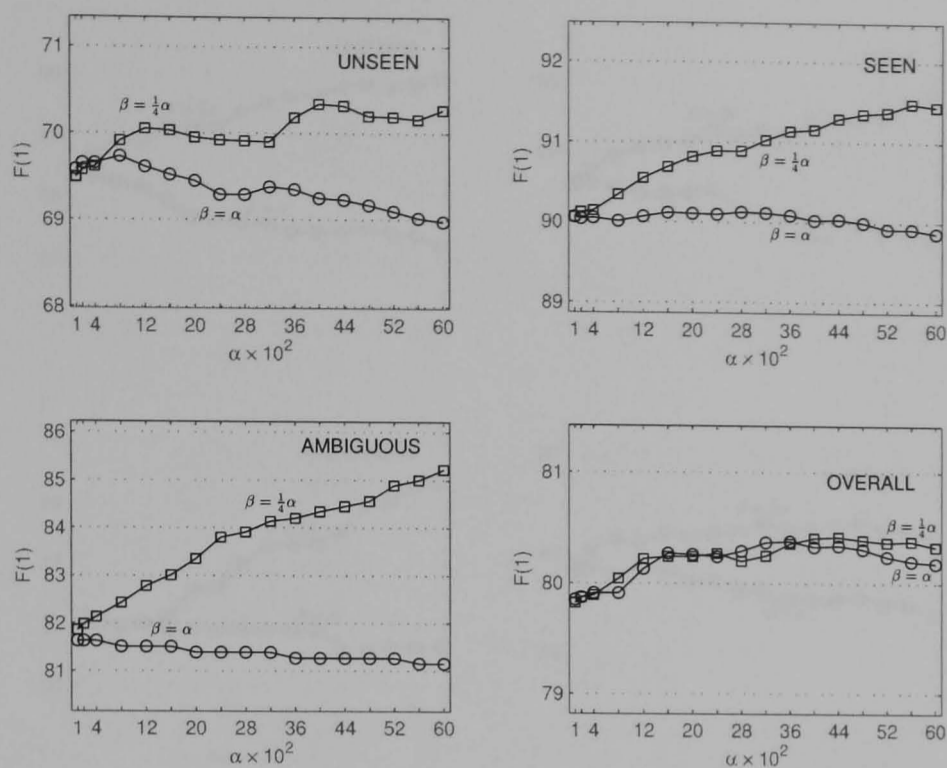 71
70
69
68
F(1)
UNSEEN
β = ¼α
β = α
1 4 12 20 28 36 44 52 60
α × 10²
92
91
90
89
F(1)
SEEN
β = ¼α
β = α
1 4 12 20 28 36 44 52 60
α × 10²
86
85
84
83
82
81
F(1)
AMBIGUOUS
β = ¼α
β = α
1 4 12 20 28 36 44 52 60
α × 10²
81
80
79
F(1)
OVERALL
β = ¼α
β = α
1 4 12 20 28 36 44 52 60
α × 10²